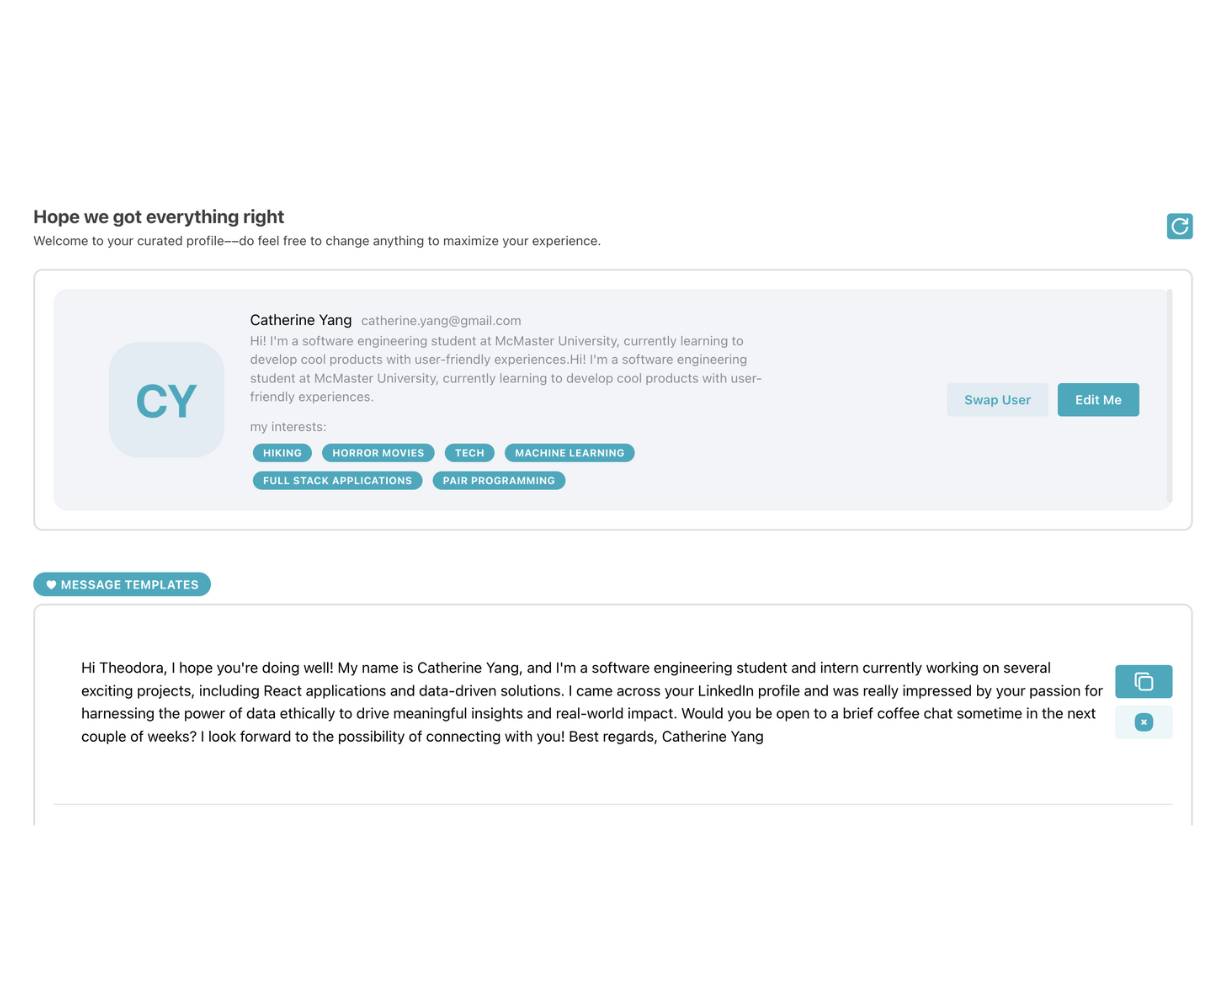 Hope we got everything right
Welcome to your curated profile––do feel free to change anything to maximize your experience.
CY
Catherine Yang catherine.yang@gmail.com
Hi! I'm a software engineering student at McMaster University, currently learning to
develop cool products with user-friendly experiences.Hi! I'm a software engineering
student at McMaster University, currently learning to develop cool products with user-
friendly experiences.
my interests:
HIKING HORROR MOVIES TECH MACHINE LEARNING
FULL STACK APPLICATIONS PAIR PROGRAMMING
Swap User Edit Me
MESSAGE TEMPLATES
Hi Theodora, I hope you're doing well! My name is Catherine Yang, and I'm a software engineering student and intern currently working on several
exciting projects, including React applications and data-driven solutions. I came across your LinkedIn profile and was really impressed by your passion for
harnessing the power of data ethically to drive meaningful insights and real-world impact. Would you be open to a brief coffee chat sometime in the next
couple of weeks? I look forward to the possibility of connecting with you! Best regards, Catherine Yang